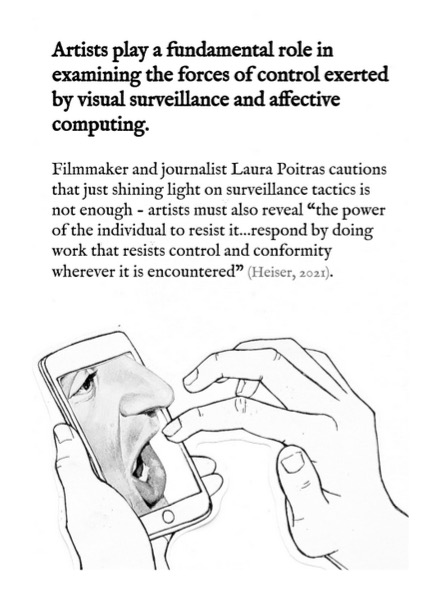 Artists play a fundamental role in
examining the forces of control exerted
by visual surveillance and affective
computing.
Filmmaker and journalist Laura Poitras cautions
that just shining light on surveillance tactics is
not enough - artists must also reveal “the power
of the individual to resist it...respond by doing
work that resists control and conformity
wherever it is encountered” (Heiser, 2021).